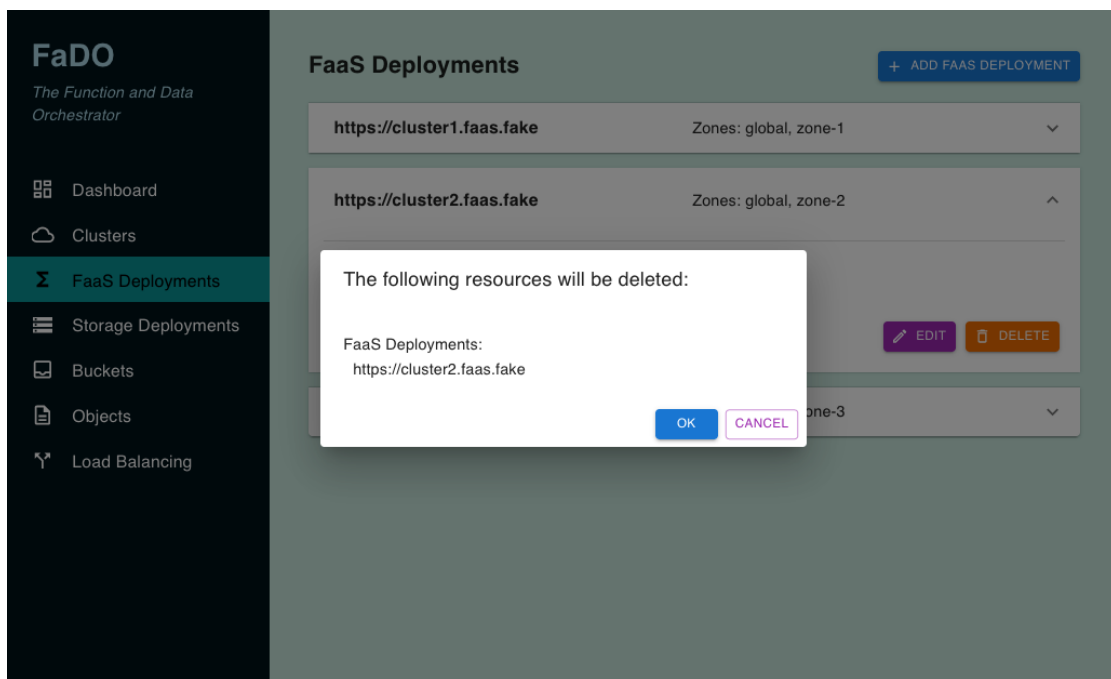 FaDO
The Function and Data
Orchestrator
Dashboard
Clusters
FaaS Deployments
Storage Deployments
Buckets
Objects
Load Balancing
FaaS Deployments
+ ADD FAAS DEPLOYMENT
https://cluster1.faas.fake Zones: global, zone-1
https://cluster2.faas.fake Zones: global, zone-2
EDIT DELETE
The following resources will be deleted:
FaaS Deployments:
https://cluster2.faas.fake
OK CANCEL